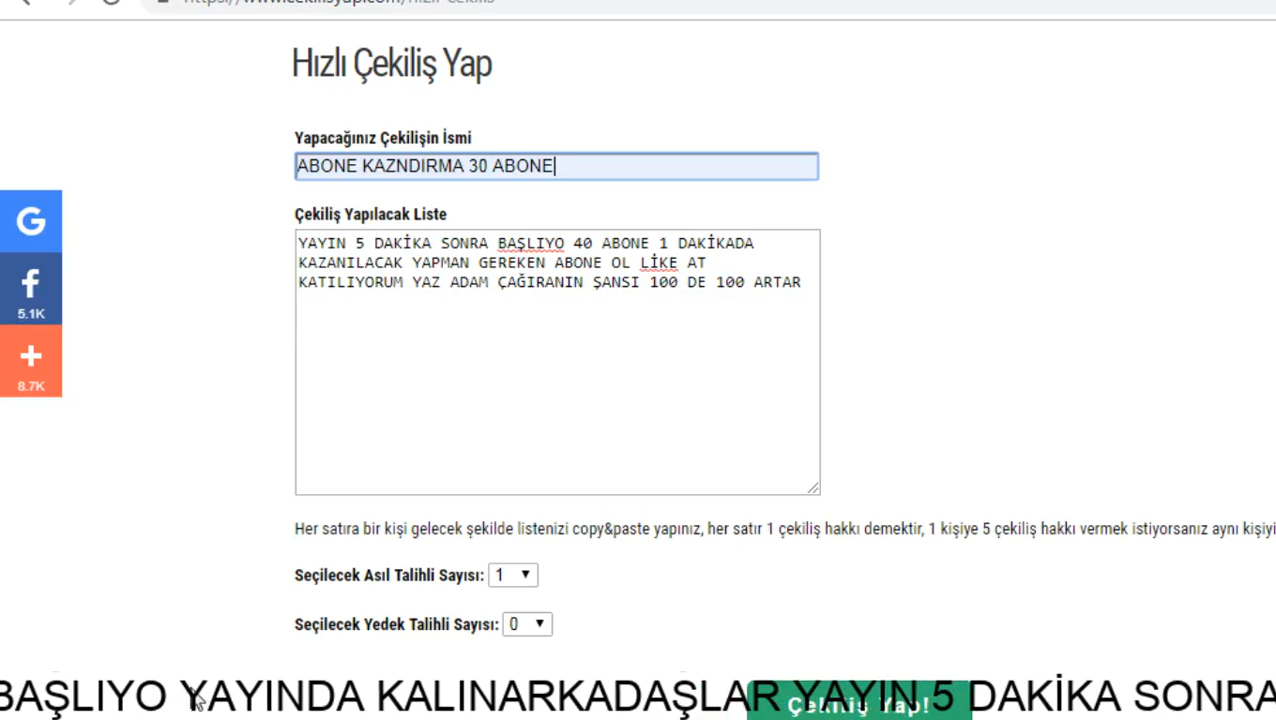 Hızlı Çekiliş Yap
Yapacağınız Çekilişin İsmi
ABONE KAZNDIRMA 30 ABONE
Çekiliş Yapılacak Liste
YAYIN 5 DAKİKA SONRA BAŞLIYO 40 ABONE 1 DAKİKADA
KAZANILACAK YAPMAN GEREKEN ABONE OL LİKE AT
KATILIYORUM YAZ ADAM ÇAĞIRANIN ŞANSI 100 DE 100 ARTAR
5.1K
8.7K
Her satıra bir kişi gelecek şekilde listenizi copy&paste yapınız, her satır 1 çekiliş hakkı demektir, 1 kişiye 5 çekiliş hakkı vermek istiyorsanız aynı kişiyi
Seçilecek Asıl Talihli Sayısı: 1
Seçilecek Yedek Talihli Sayısı: 0
BAŞLIYO YAYINDA KALINARKADAŞLAR YAYIN 5 DAKİKA SONRA
Çekiliş Yap!